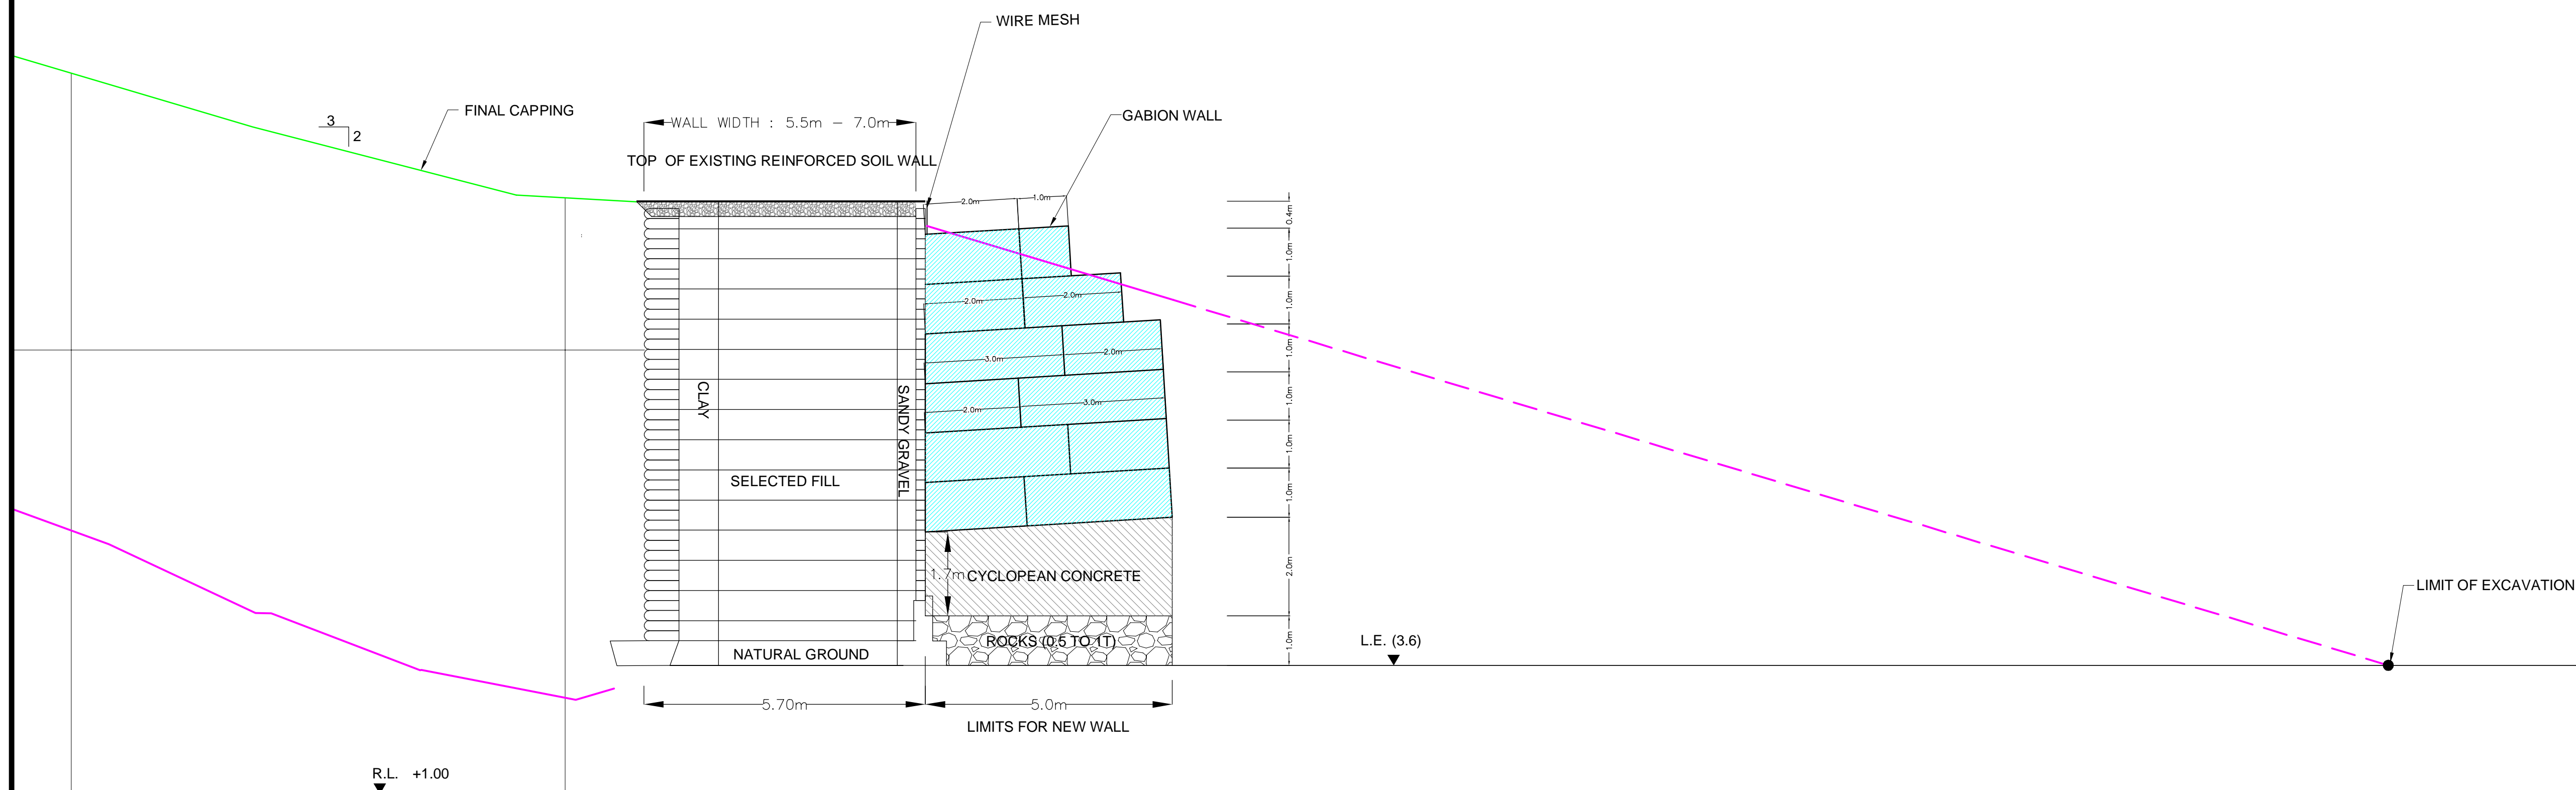 WIRE MESH
FINAL CAPPING
3
2
WALL WIDTH : 5.5m - 7.0m
GABION WALL
TOP OF EXISTING REINFORCED SOIL WALL
2.0m
1.0m
0.4m
1.0m
2.0m
2.0m
1.0m
3.0m
2.0m
1.0m
CLAY
SANDY GRAVEL
2.0m
3.0m
1.0m
1.0m
SELECTED FILL
1.0m
1.7m
CYCLOPEAN CONCRETE
2.0m
LIMIT OF EXCAVATION
ROCKS (0.5 TO 1T)
1.0m
L.E. (3.6)
NATURAL GROUND
5.70m
5.0m
LIMITS FOR NEW WALL
R.L. +1.00